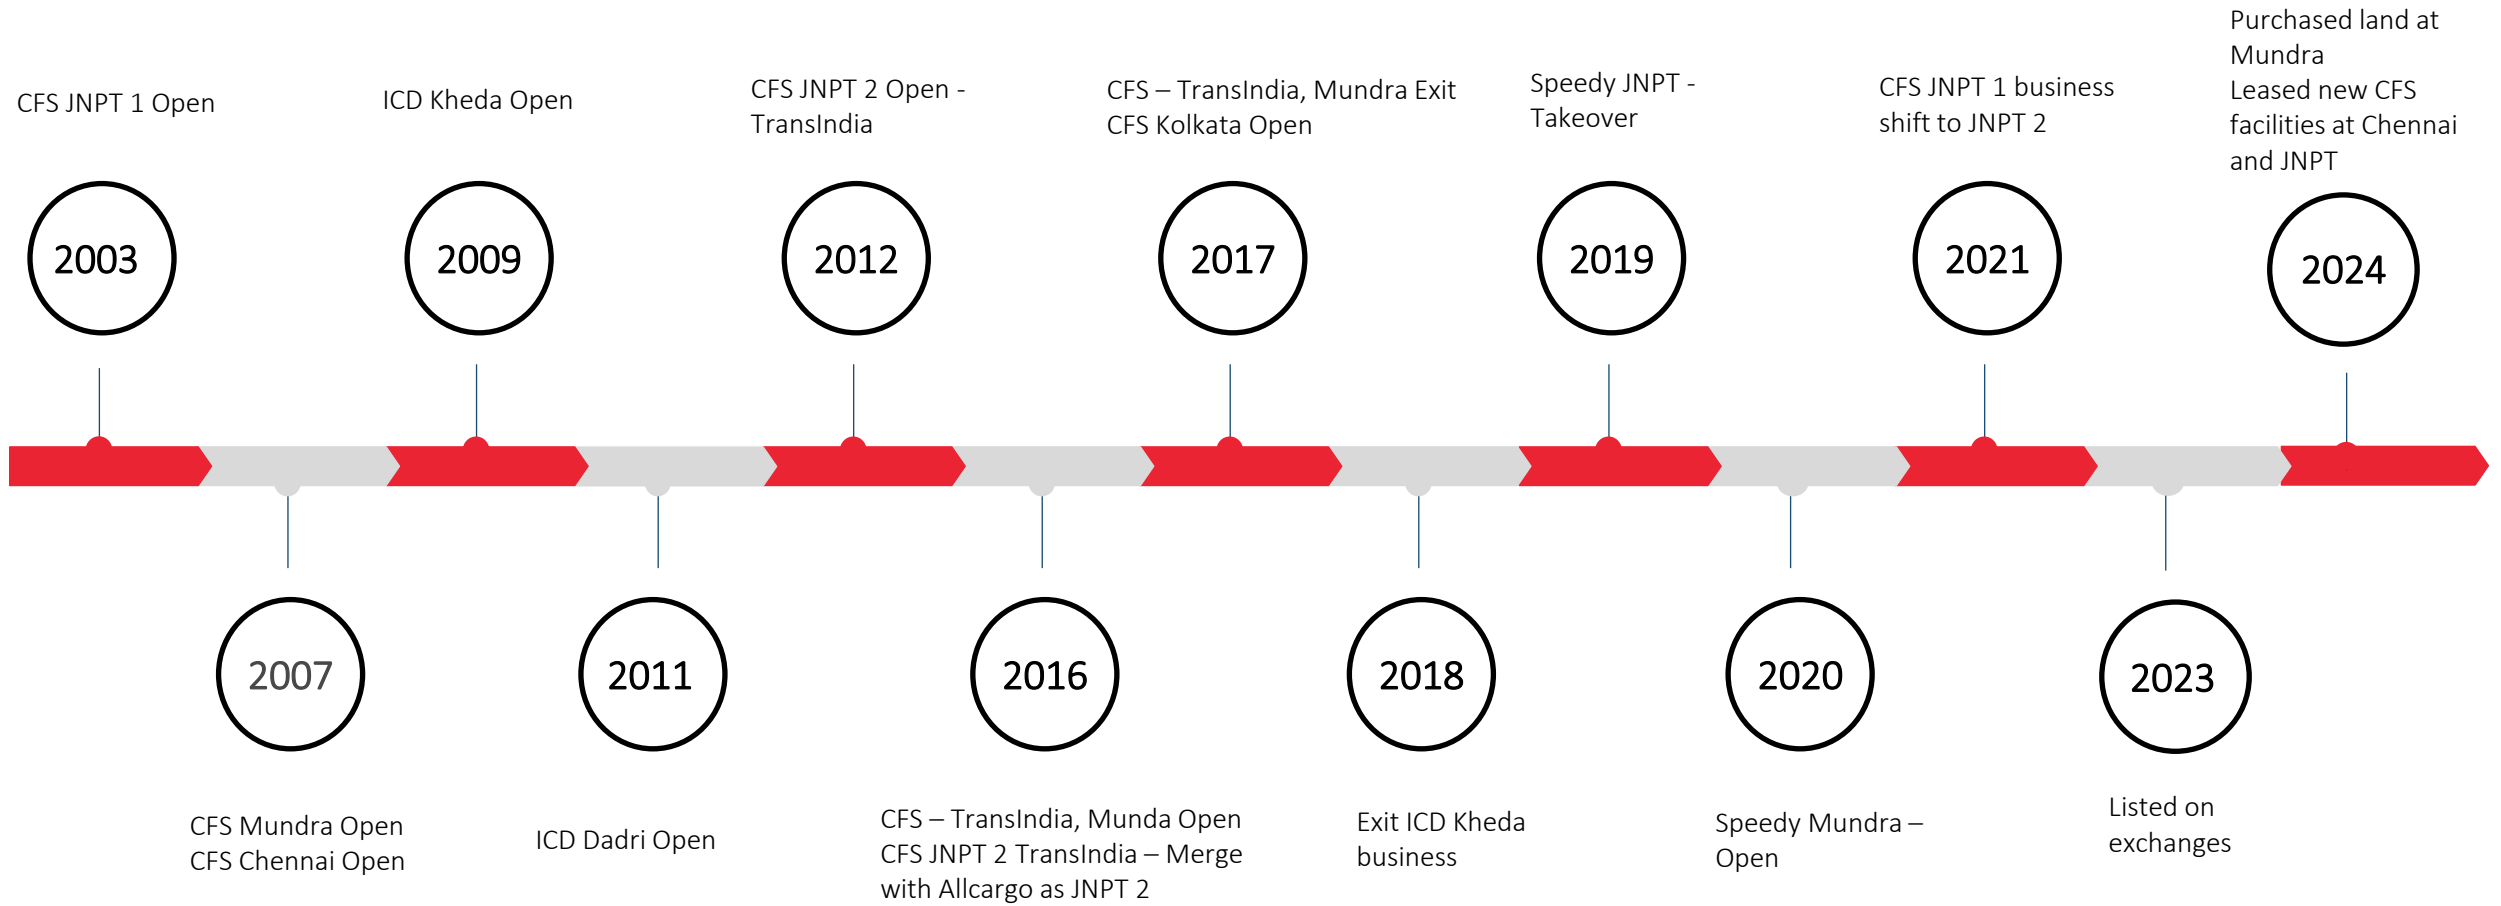 CFS JNPT 1 Open
2003
2007
CFS Mundra Open
CFS Chennai Open
ICD Kheda Open
2009
2011
ICD Dadri Open
CFS JNPT 2 Open -
TransIndia
2012
2016
CFS – TransIndia, Munda Open
CFS JNPT 2 TransIndia – Merge
with Allcargo as JNPT 2
CFS – TransIndia, Mundra Exit
CFS Kolkata Open
2017
2018
Exit ICD Kheda
business
Speedy JNPT -
Takeover
2019
2020
Speedy Mundra –
Open
CFS JNPT 1 business
shift to JNPT 2
2021
2023
Listed on
exchanges
Purchased land at
Mundra
Leased new CFS
facilities at Chennai
and JNPT
2024